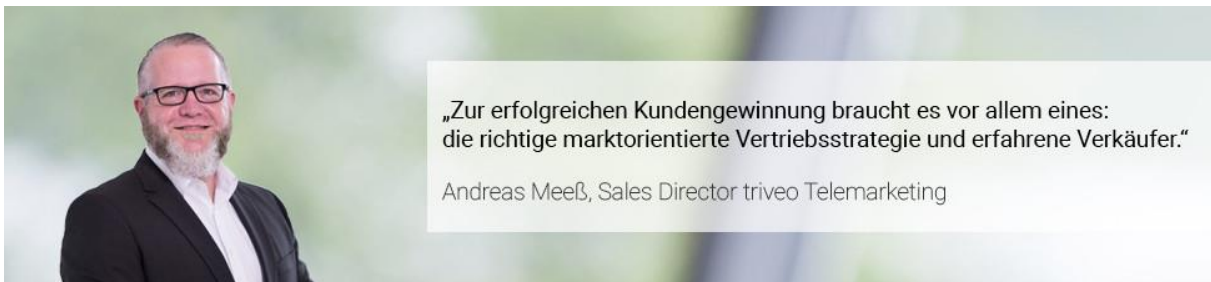 „Zur erfolgreichen Kundengewinnung braucht es vor allem eines:
die richtige marktorientierte Vertriebsstrategie und erfahrene Verkäufer.“
Andreas Meeß, Sales Director triveo Telemarketing